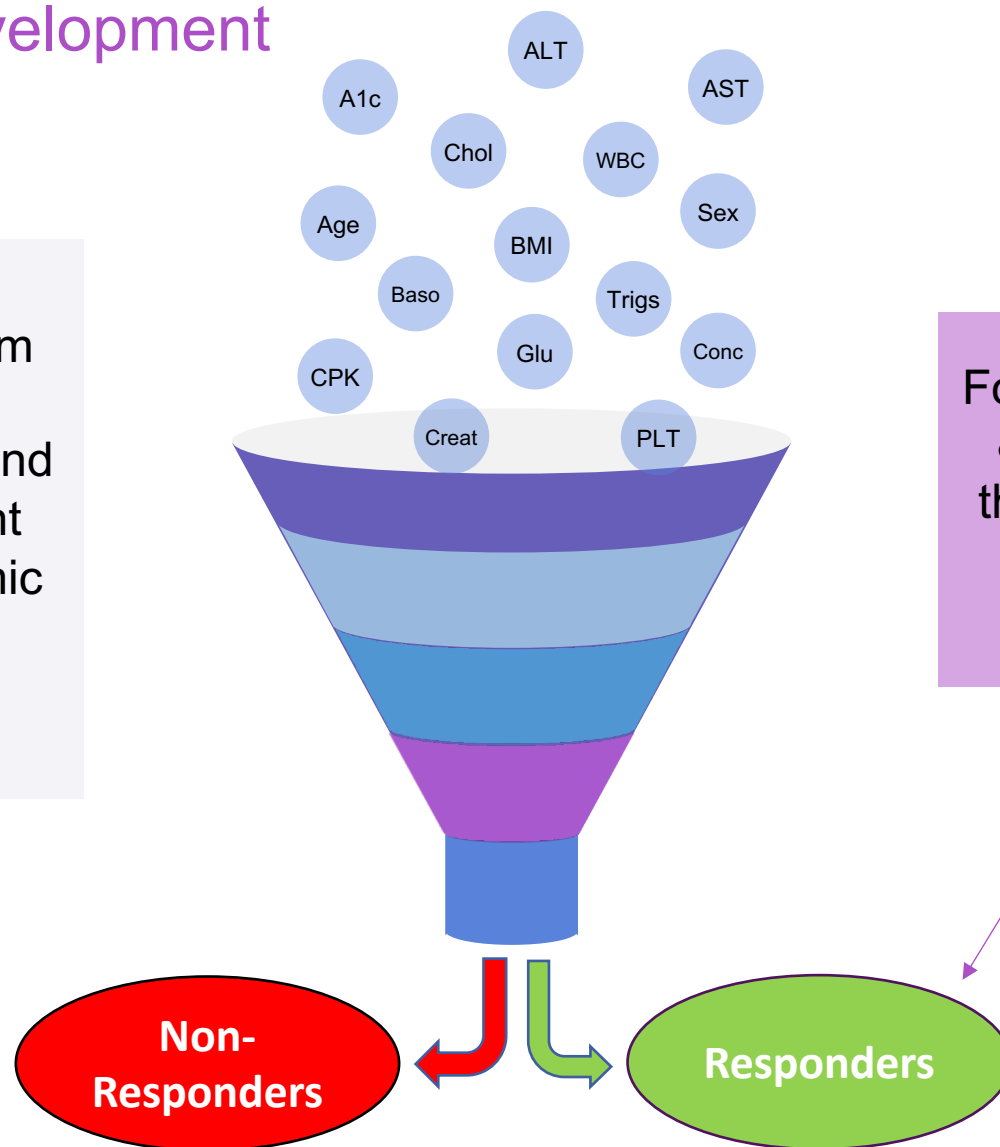 velopment
ALT
A1c
AST
Chol
WBC
Age
Sex
BMI
Baso
Trigs
Glu
Conc
CPK
Creat
PLT
m
nd
nt
nic
Fo
th
Non-
Responders
Responders